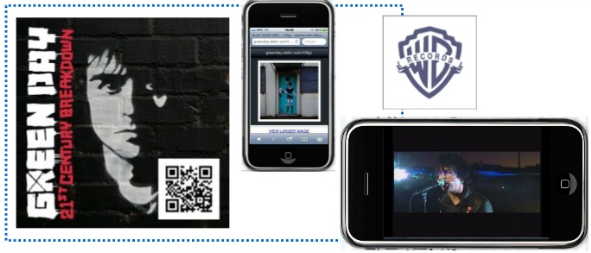 GREEN DAY
21ST CENTURY BREAKDOWN
VIEW LARGER IMAGE
WB
RECORDS